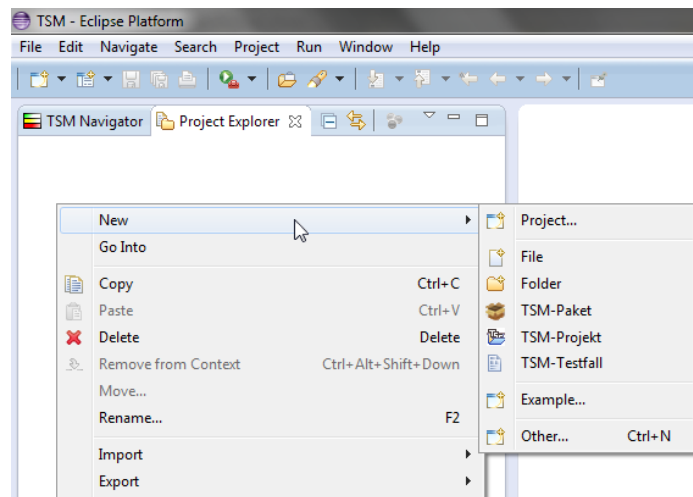 TSM - Eclipse Platform
File Edit Navigate Search Project Run Window Help
TSM Navigator Project Explorer
New Project...
Go Into File
Copy Ctrl+C Folder
Paste Ctrl+V TSM-Paket
Delete Delete TSM-Projekt
Remove from Context Ctrl+Alt+Shift+Down TSM-Testfall
Move... Example...
Rename... F2 Other... Ctrl+N
Import
Export